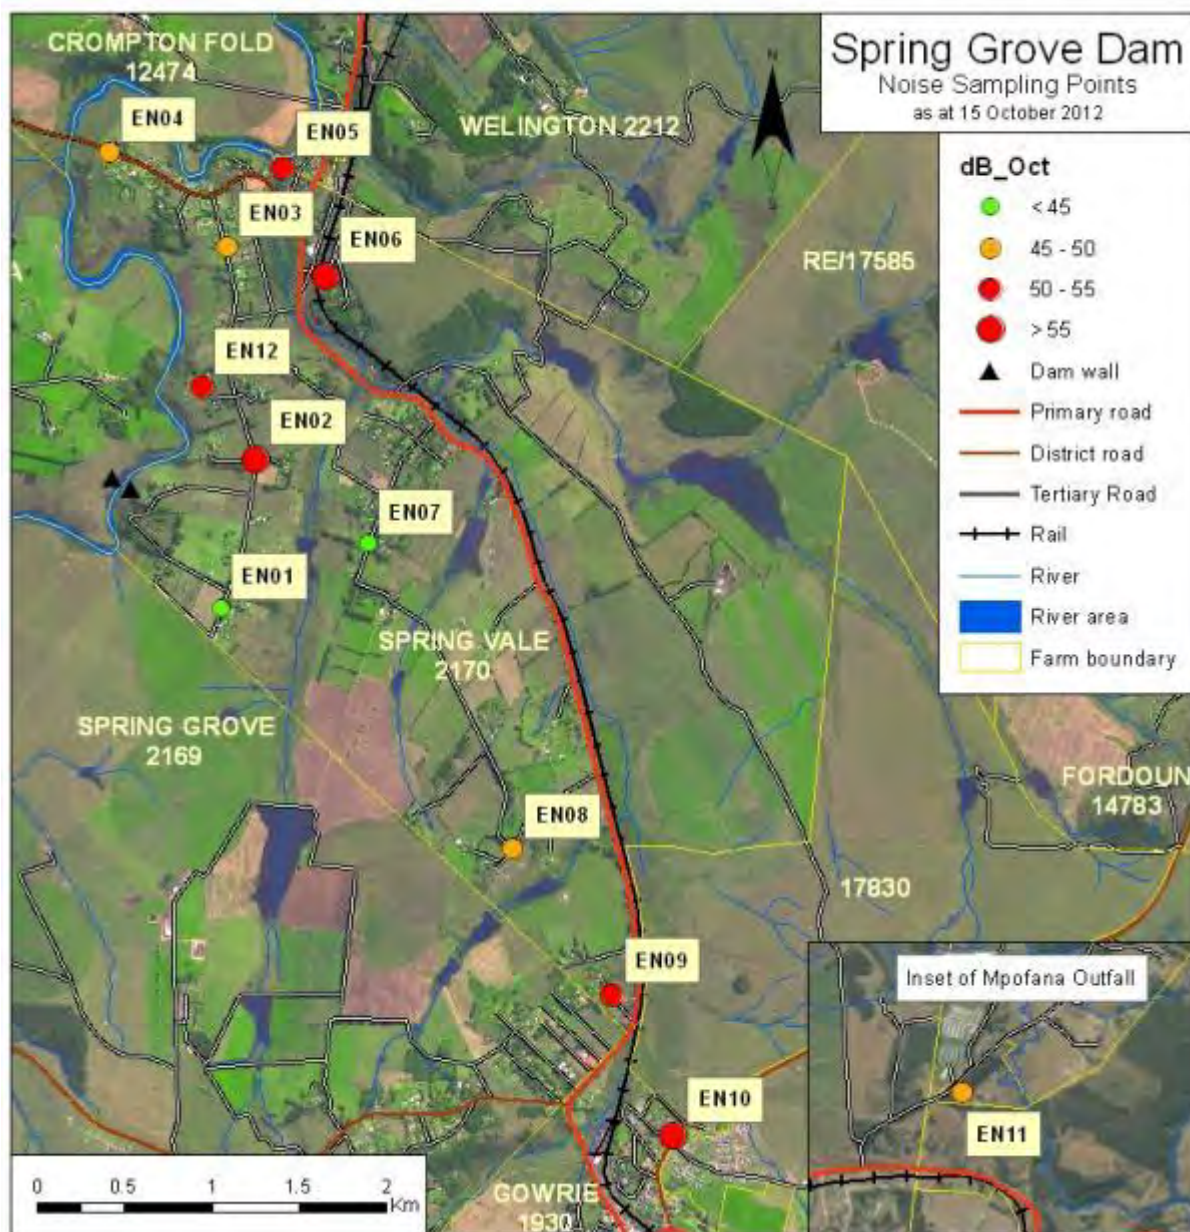 Spring Grove Dam
Noise Sampling Points
as at 15 October 2012
CROMPTON FOLD
12474
EN04
EN05
WELINGTON 2212
EN03
EN06
RE/17585
A
EN12
EN02
EN07
EN01
SPRING VALE
2170
SPRING GROVE
2169
EN08
FORDOUN
14783
17830
EN09
EN10
GOWRIE
1930
N
S
dB_Oct
<45
45 - 50
50 - 55
> 55
Dam wall
Primary road
District road
Tertiary Road
Rail
River
River area
Farm boundary
Inset of Mpofana Outfall
EN11
0 0.5 1 1.5 2
Km